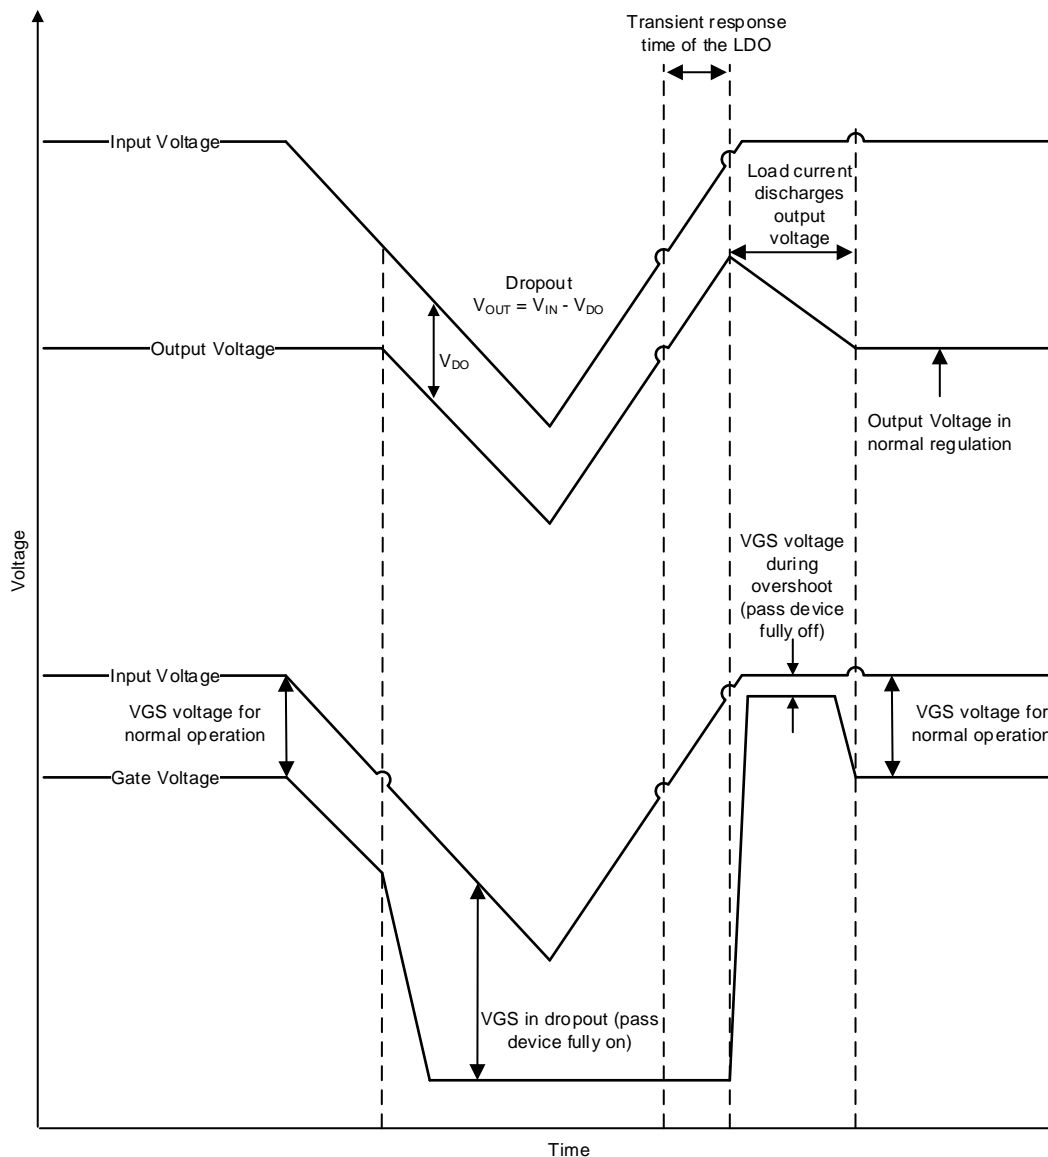 Transient response
time of the LDO
Input Voltage
Load current
discharges
output
voltage
Dropout
VOUT = VIN - VDO
Output Voltage
VDO
Output Voltage in
normal regulation
VGS voltage
during
overshoot
(pass device
fully off)
Voltage
Input Voltage
VGS voltage for
normal operation
VGS voltage for
normal operation
Gate Voltage
VGS in dropout (pass
device fully on)
Time